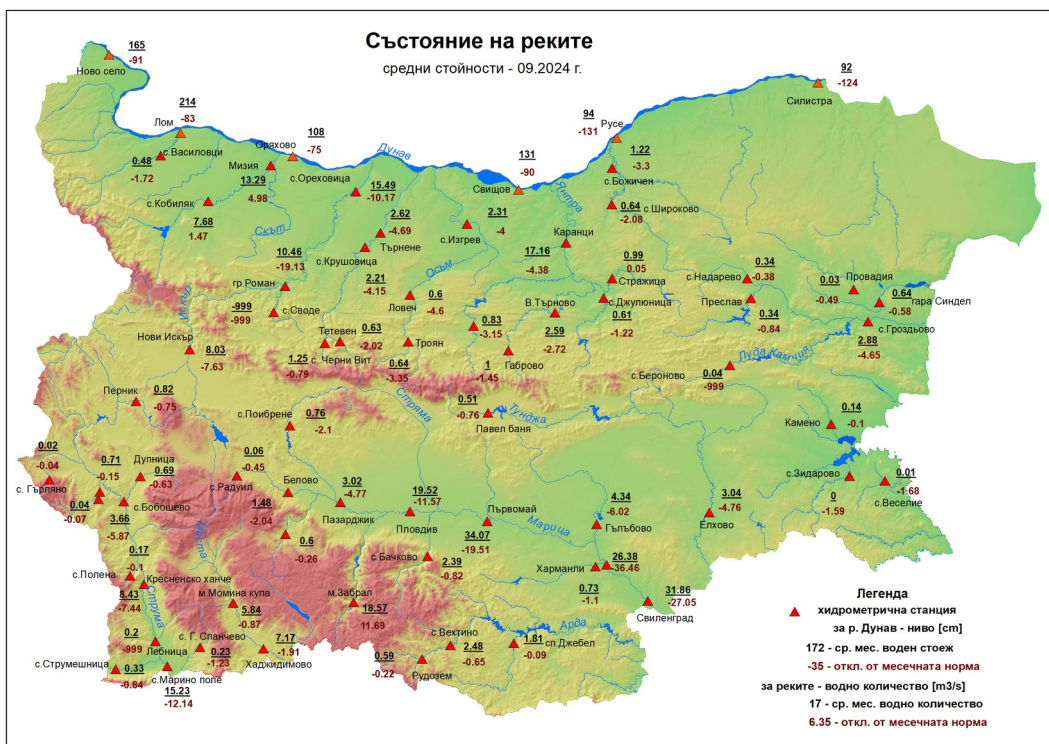 Състояние на реките
средни стойности - 09.2024 г.
165
-91
Ново село
92
-124
Силистра
214
-83
Лом
94
-131
Русе
108
-75
Оряхово
Дунав
131
-90
Свищов
с.Василовци
0.48
-1.72
Мизия
13.29
4.98
с.Ореховица
15.49
-10.17
Янтра
1.22
-3.3
с.Божичен
с.Кобиляк
7.68
1.47
Скът
2.62
-4.69
Търнене
2.31
-4
с.Изгрев
0.64
-2.08
с.Широково
Каранци
17.16
-4.38
10.46
-19.13
гр.Роман
с.Крушовица
2.21
-4.15
Осъм
0.99
0.05
Стражица
с.Надарево
0.34
-0.38
0.03
-0.49
Провадия
Искър
-999
-999
с.Своде
Ловеч
0.6
-4.6
В.Търново
2.59
-2.72
с.Джулюница
0.61
-1.22
Преслав
0.34
-0.84
0.64
-0.58
гара Синдел
с.Гроздьово
2.88
-4.65
Нови Искър
8.03
-7.63
Тетевен
0.63
-2.02
1.25
-0.79
с. Черни Вит
Троян
0.64
-3.35
0.83
-3.15
1
-1.45
Габрово
Луда Камчия
с.Бероново
0.04
-999
Перник
0.82
-0.75
с.Поибрене
0.76
-2.1
Стряма
0.51
-0.76
Павел баня
Тунджа
Камено
0.14
-0.1
0.02
-0.04
с. Гърляно
0.71
-0.15
Дупница
0.69
-0.63
0.06
-0.45
с.Радуил
Белово
1.48
-2.04
3.02
-4.77
Пазарджик
19.52
-11.57
Пловдив
Първомай
34.07
-19.51
Марица
4.34
-6.02
Гълъбово
3.04
-4.76
Елхово
с.Зидарово
0
-1.59
0.01
-1.68
с.Веселие
0.04
-0.07
с.Бобошево
3.66
-5.87
0.6
-0.26
Места
с.Бачково
2.39
-0.82
Харманли
0.73
-1.1
26.38
-36.46
31.86
-27.05
Свиленград
0.17
-0.1
с.Полена
Кресненско ханче
8.43
-7.44
Струма
м.Момина кула
5.84
-0.87
м.Забрал
18.57
11.69
0.2
-999
Лебница
с. Г. Спанчево
0.23
-1.23
7.17
-1.91
Хаджидимово
с.Вехтино
2.48
-0.65
Арда
1.81
-0.09
сп.Джебел
0.59
-0.22
Рудозем
с.Струмешница
0.33
-0.84
с.Марино поле
15.23
-12.14
Легенда
хидрометрична станция
за р. Дунав - ниво [cm]
172 - ср. мес. воден стоеж
-35 - откл. от месечната норма
за реките - водно количество [m3/s]
17 - ср. мес. водно количество
6.35 - откл. от месечната норма